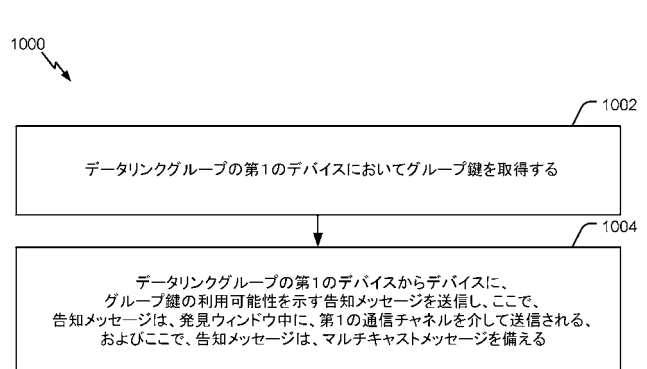 1000
1002
データリンクグループの第1のデバイスにおいてグループ鍵を取得する
1004
データリンクグループの第1のデバイスからデバイスに、
グループ鍵の利用可能性を示す告知メッセージを送信し、ここで、
告知メッセージは、発見ウィンドウ中に、第1の通信チャネルを介して送信される、
およびここで、告知メッセージは、マルチキャストメッセージを備える